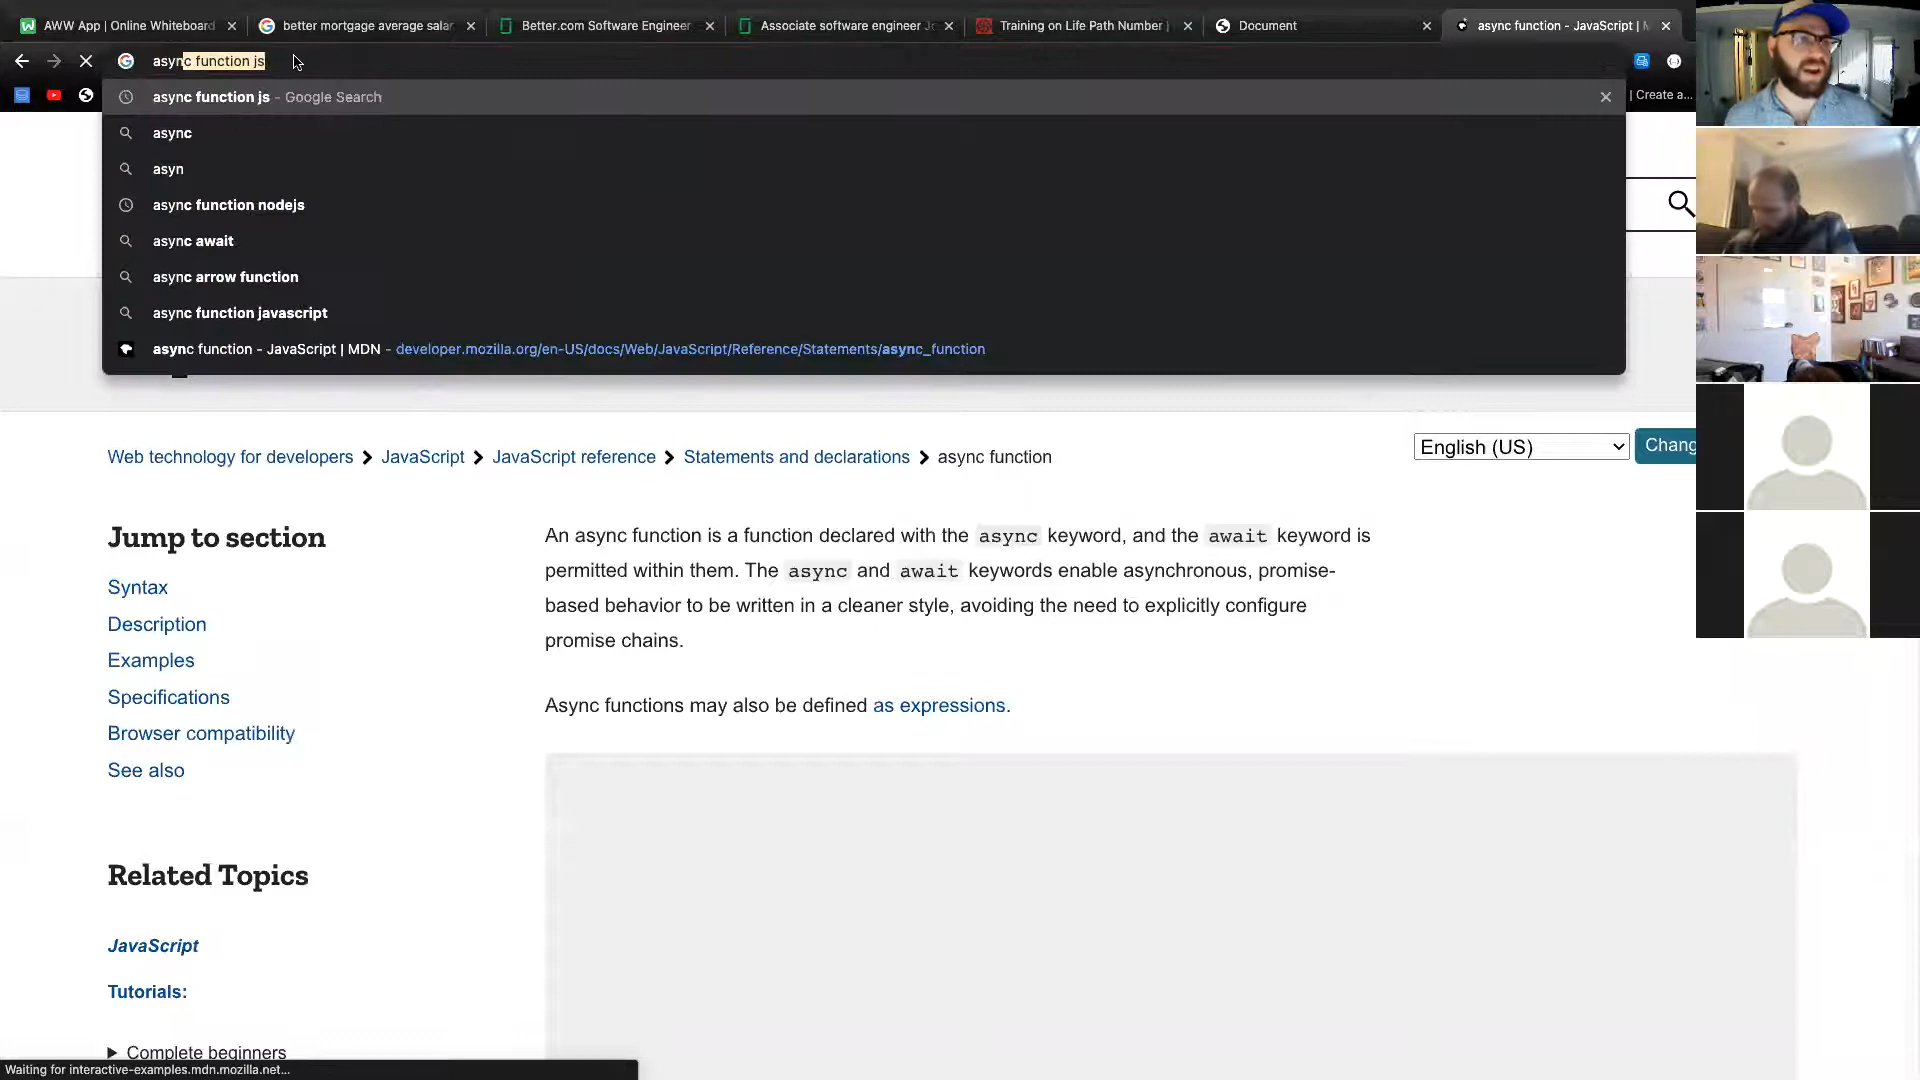 AWW App | Online Whiteboard
better mortgage average salar
Better.com Software Engineer
Associate software engineer Jo
Training on Life Path Number |
Document
async function - JavaScript | M
async function js
async function js - Google Search
async
asyn
async function nodejs
async await
async arrow function
async function javascript
async function - JavaScript | MDN - developer.mozilla.org/en-US/docs/Web/JavaScript/Reference/Statements/async_function
| Create a...
Web technology for developers
JavaScript
JavaScript reference
Statements and declarations
async function
English (US)
Chang
Jump to section
Syntax
Description
Examples
Specifications
Browser compatibility
See also
An async function is a function declared with the async keyword, and the await keyword is
permitted within them. The async and await keywords enable asynchronous, promise-
based behavior to be written in a cleaner style, avoiding the need to explicitly configure
promise chains.
Async functions may also be defined as expressions.
Related Topics
JavaScript
Tutorials:
Complete beginners
Waiting for interactive-examples.mdn.mozilla.net...